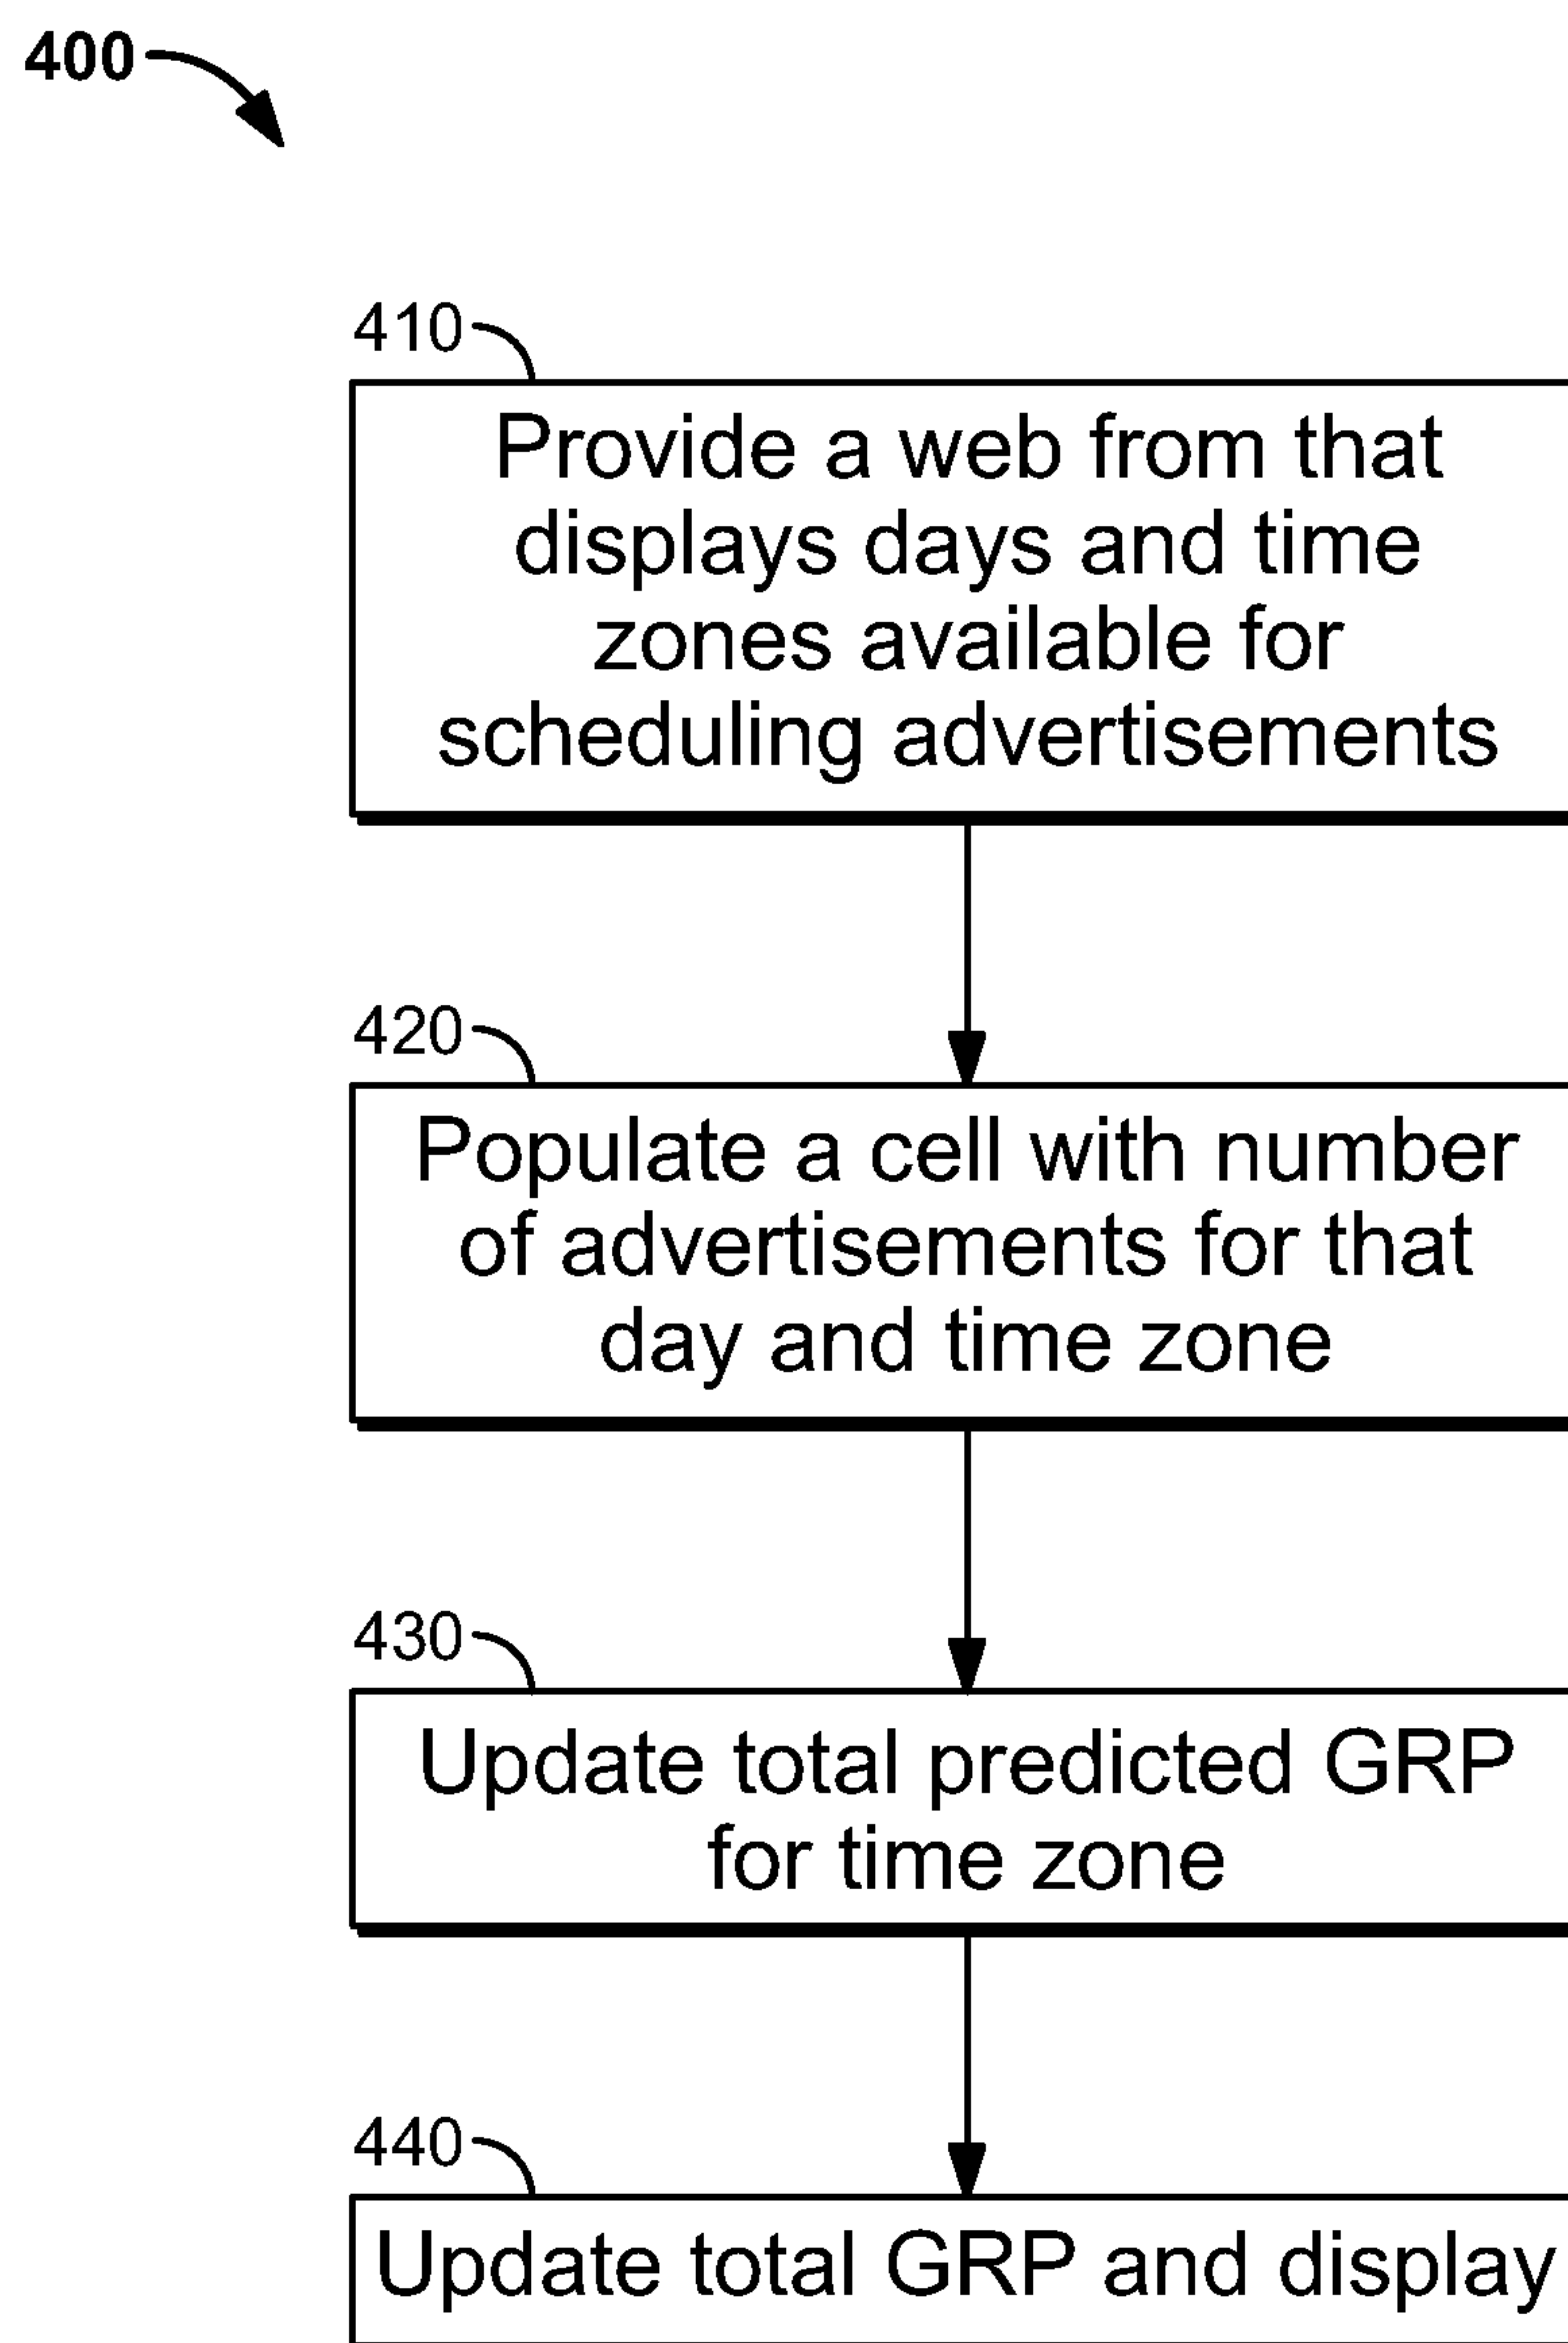 400
410
Provide a web from that
displays days and time
zones available for
scheduling advertisements
420
Populate a cell with number
of advertisements for that
day and time zone
430
Update total predicted GRP
for time zone
440
Update total GRP and display